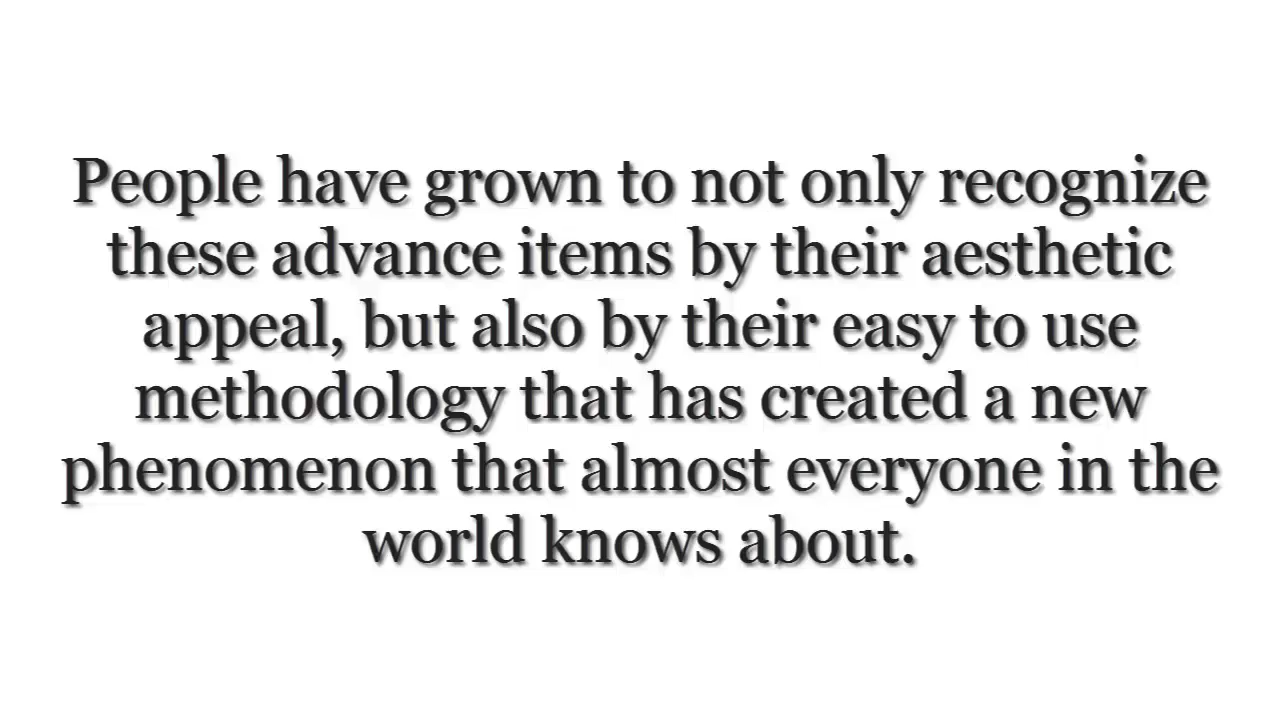 People have grown to not only recognize
these advance items by their aesthetic
appeal, but also by their easy to use
methodology that has created a new
phenomenon that almost everyone in the
world knows about.